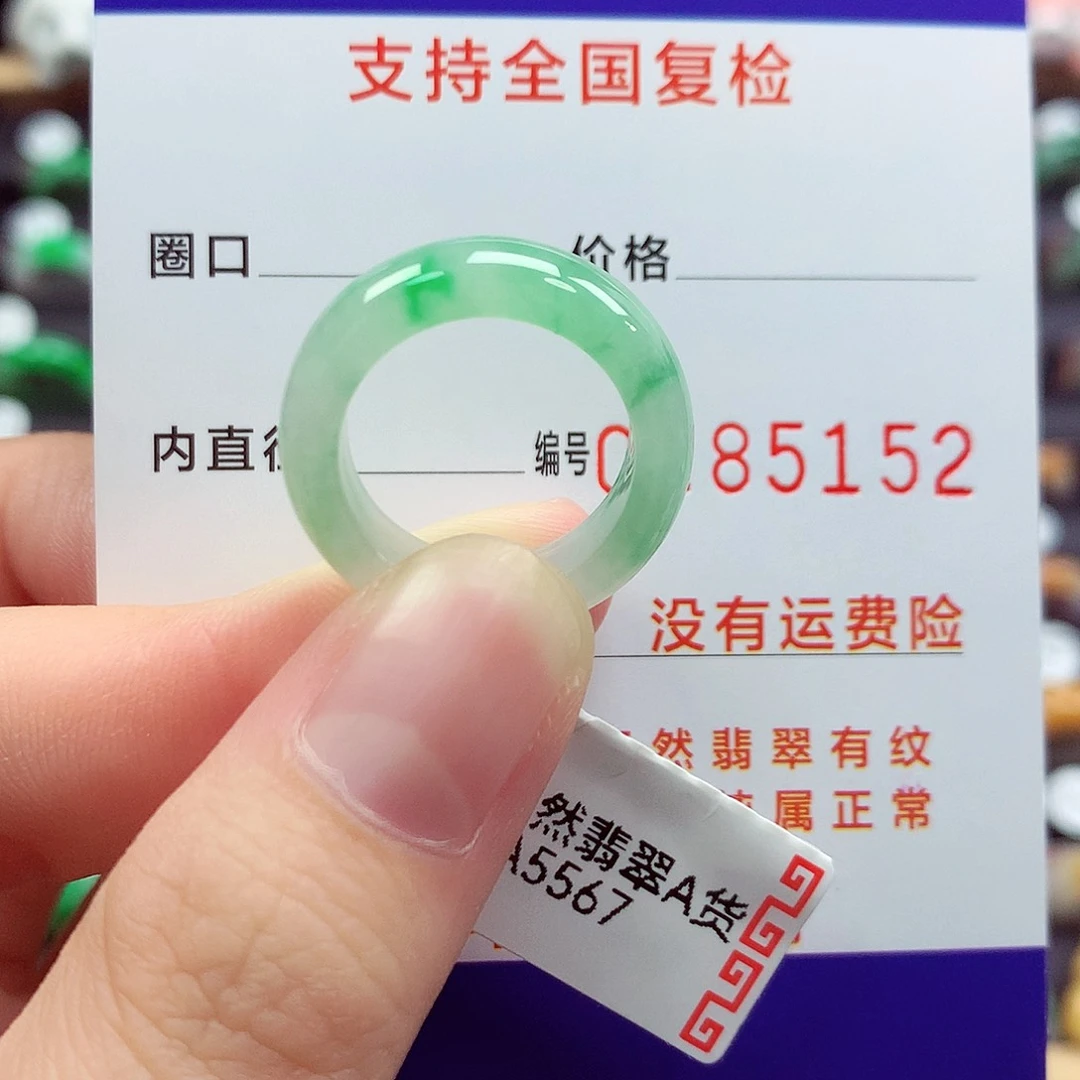 支持全国复检
圈口 价格
内直径 编号 85152
没有运费险
然翡翠有纹
属正常
然翡翠A货
A5567